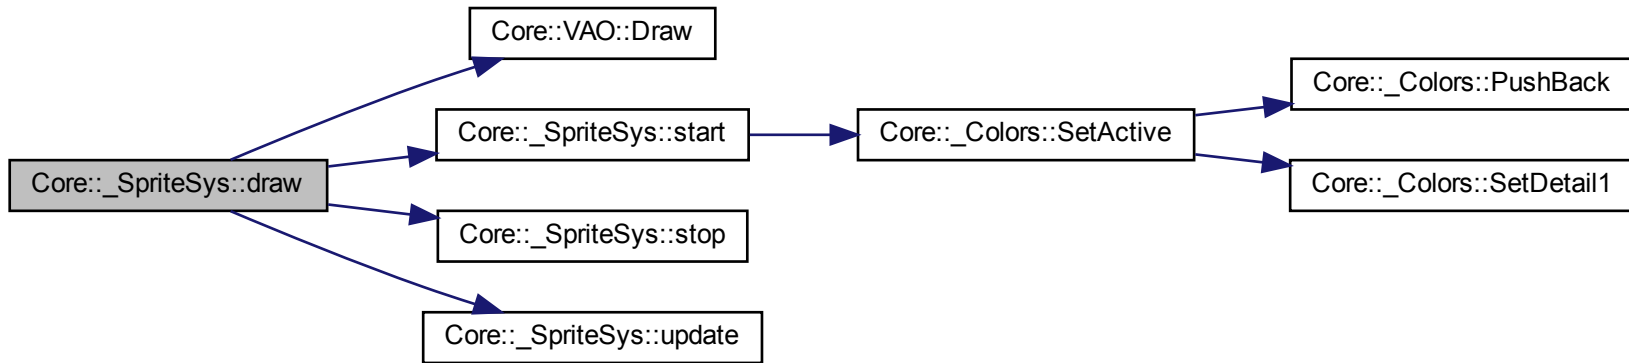 Core::VAO::Draw
Core::_Colors::PushBack
Core::_SpriteSys::start
Core::_Colors::SetActive
Core::_SpriteSys::draw
Core::_Colors::SetDetail1
Core::_SpriteSys::stop
Core::_SpriteSys::update